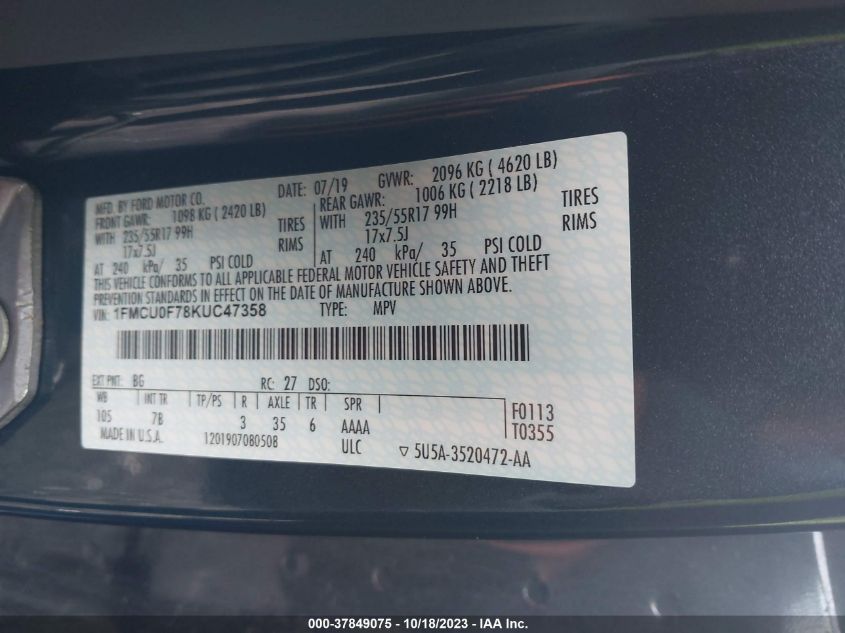 MFD. BY FORD MOTOR CO.
DATE: 07/19 GVWR: 2096 KG ( 4620 LB)
FRONT GAWR: 1098 KG ( 2420 LB)
WITH 235/55R17 99H TIRES
17x7.5J RIMS
AT 240 kPa/ 35 PSI COLD
REAR GAWR: 1006 KG ( 2218 LB)
WITH 235/55R17 99H TIRES
17x7.5J RIMS
AT 240 kPa/ 35 PSI COLD
THIS VEHICLE CONFORMS TO ALL APPLICABLE FEDERAL MOTOR VEHICLE SAFETY AND THEFT
PREVENTION STANDARDS IN EFFECT ON THE DATE OF MANUFACTURE SHOWN ABOVE.
VIN: 1FMCU0F78KUC47358 TYPE: MPV
EXT PNT: BG RC: 27 DSO:
WB INT TR TP/PS R AXLE TR SPR
105 7B 3 35 6 AAAA
F0113
T0355
MADE IN U.S.A. 1201907080508 ULC ▽ 5U5A-3520472-AA
000-37849075 - 10/18/2023 - IAA Inc.